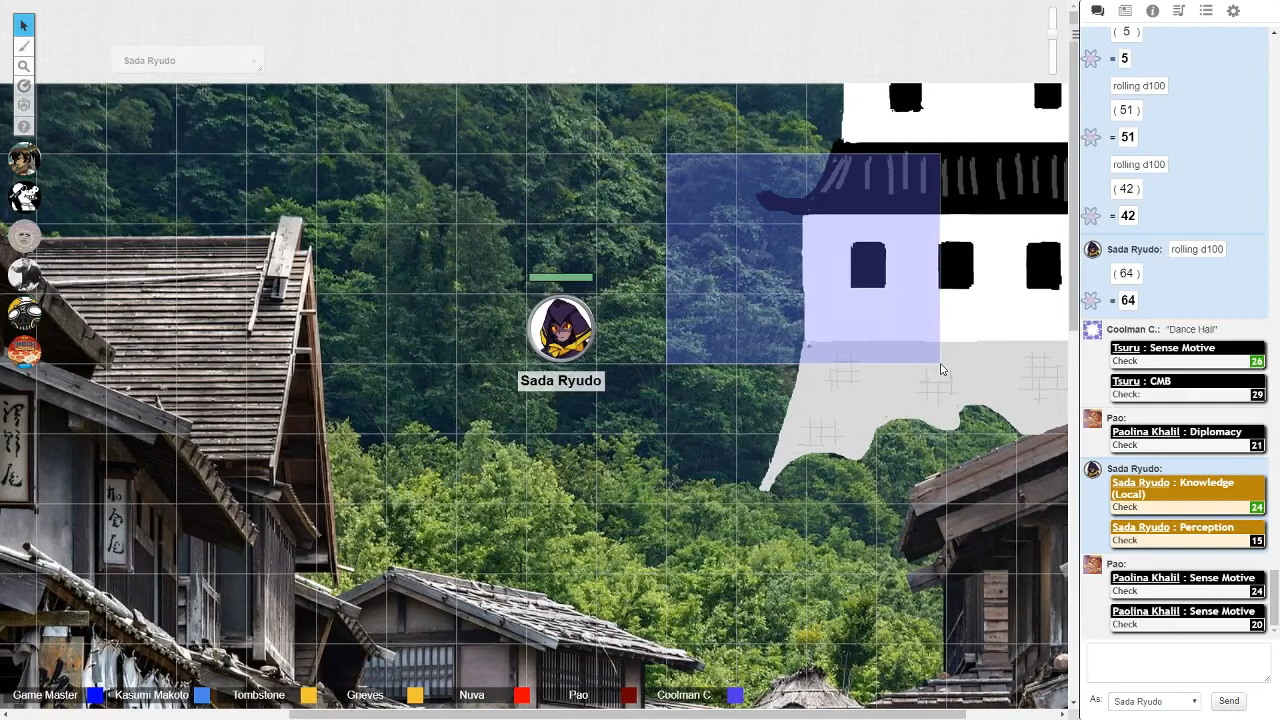 Sada Ryudo ×
Sada Ryudo
Game Master
Kasumi Makoto
Tombstone
Grieves
Nuva
Pao
Coolman C.
( 5 )
= 5
rolling d100
( 51 )
= 51
rolling d100
( 42 )
= 42
Sada Ryudo: rolling d100
( 64 )
= 64
Coolman C.: "Dance Hall"
Tsuru : Sense Motive
Check 26
Tsuru : CMB
Check: 29
Pao:
Paolina Khalil : Diplomacy
Check 21
Sada Ryudo:
Sada Ryudo : Knowledge
(Local)
Check 24
Sada Ryudo : Perception
Check 15
Pao:
Paolina Khalil : Sense Motive
Check 24
Paolina Khalil : Sense Motive
Check 20
As: Sada Ryudo Send